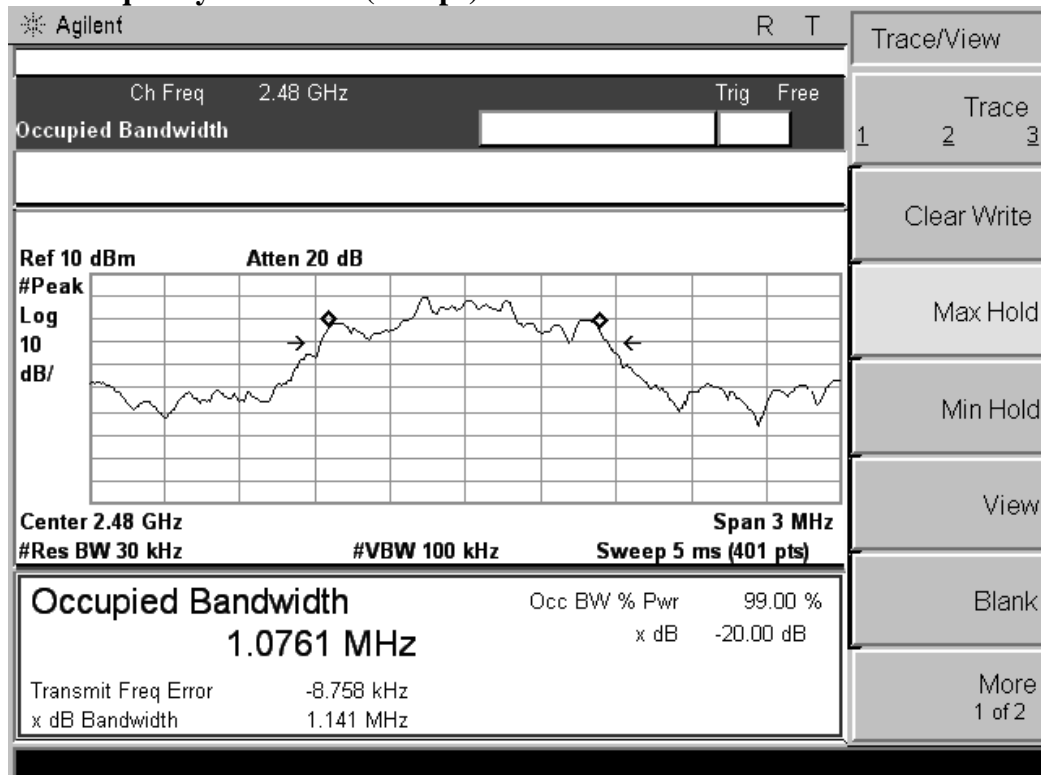 Agilent R T
Trace/View
Ch Freq 2.48 GHz Trig Free
Occupied Bandwidth
Trace
1 2 3
Clear Write
Max Hold
Min Hold
View
Blank
More
1 of 2
Ref 10 dBm Atten 20 dB
#Peak
Log
10
dB/
Center 2.48 GHz Span 3 MHz
#Res BW 30 kHz #VBW 100 kHz Sweep 5 ms (401 pts)
Occupied Bandwidth
1.0761 MHz
Occ BW % Pwr 99.00 %
x dB -20.00 dB
Transmit Freq Error -8.758 kHz
x dB Bandwidth 1.141 MHz